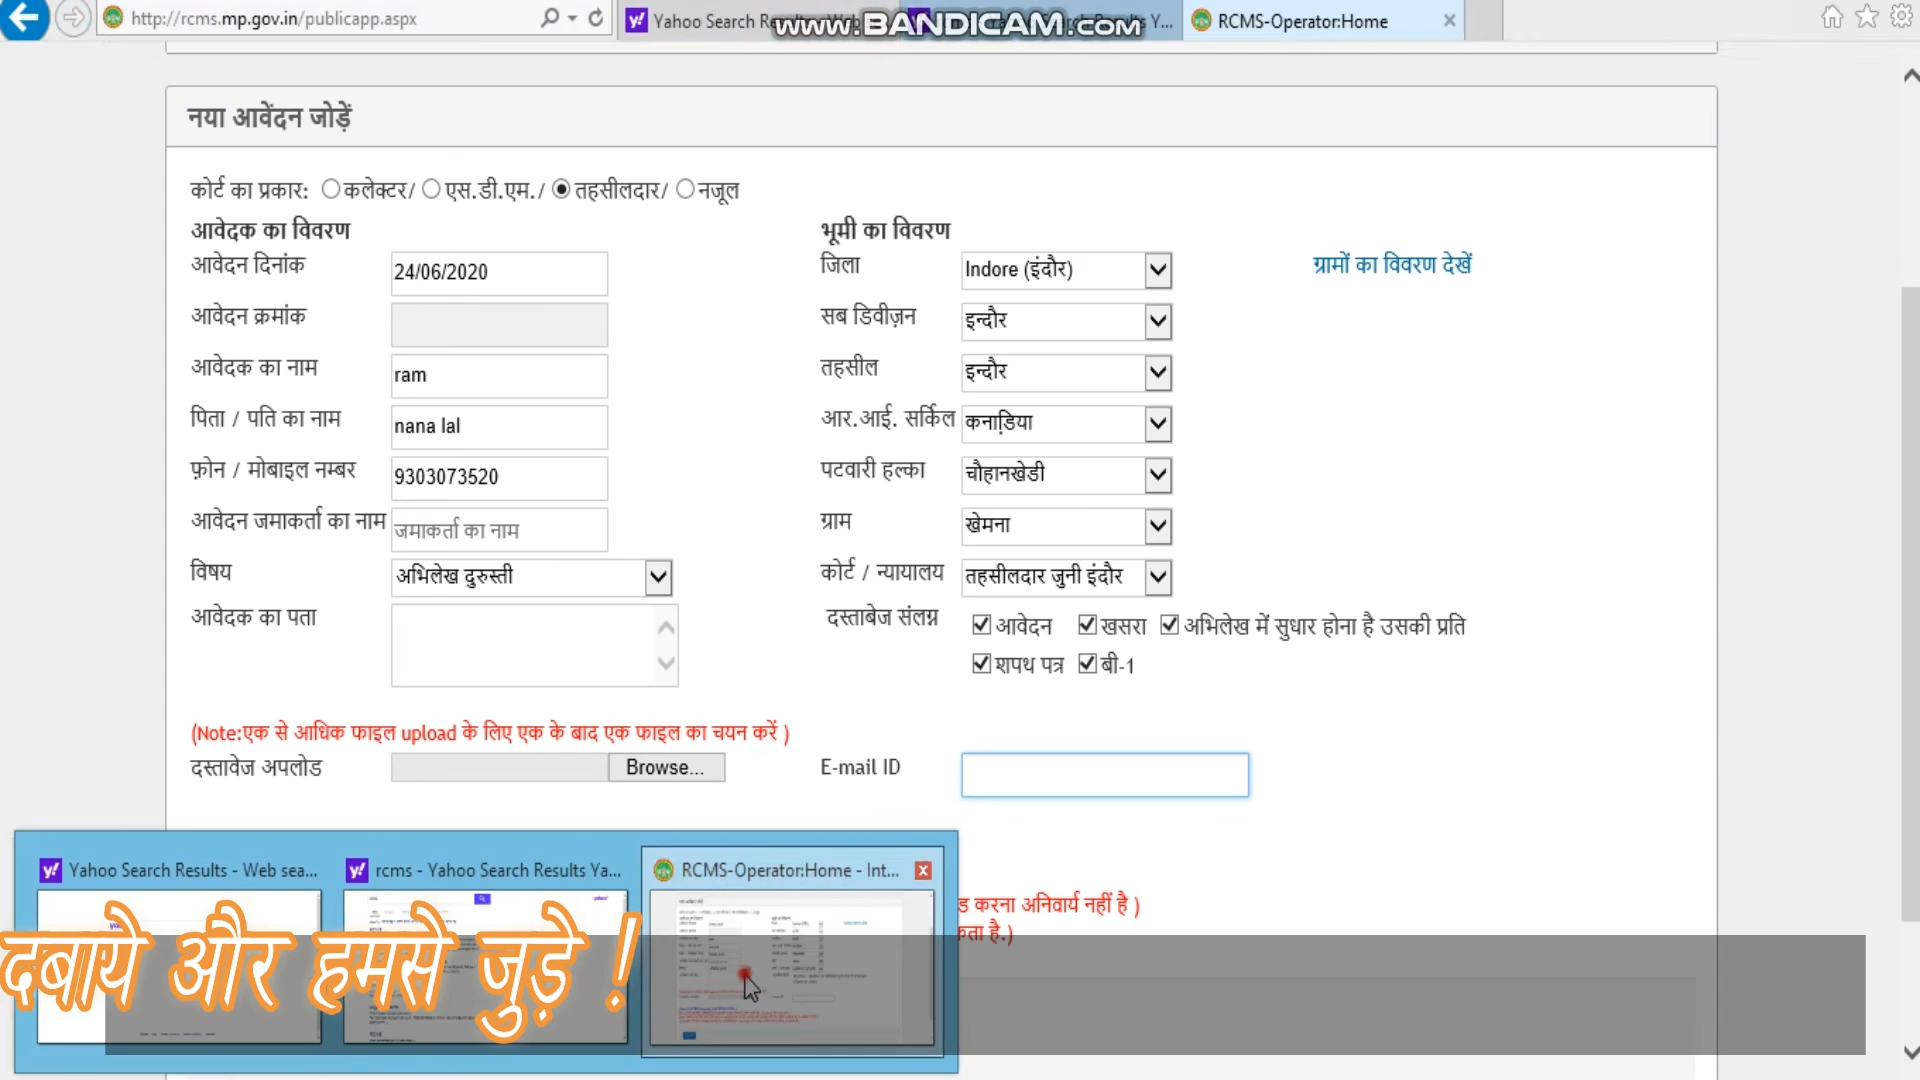 http://rcms.mp.gov.in/publicapp.aspx
Yahoo Search Re
Y...
RCMS-Operator:Home
www.BANDICAM.com
नया आवेंदन जोड़ें
कोर्ट का प्रकार: कलेक्टर/ एस.डी.एम./ तहसीलदार/ नजूल
आवेदक का विवरण
भूमी का विवरण
आवेदन दिनांक 24/06/2020
जिला Indore (इंदौर)
ग्रामों का विवरण देखें
आवेदन क्रमांक
सब डिवीज़न इन्दौर
आवेदक का नाम ram
तहसील इन्दौर
पिता / पति का नाम nana lal
आर.आई. सर्किल कनाडि़या
फ़ोन / मोबाइल नम्बर 9303073520
पटवारी हल्का चौहानखेडी
आवेदन जमाकर्ता का नाम जमाकर्ता का नाम
ग्राम खेमना
विषय अभिलेख दुरुस्ती
कोर्ट / न्यायालय तहसीलदार जुनी इंदौर
आवेदक का पता
दस्ताबेज संलग्न आवेदन खसरा अभिलेख में सुधार होना है उसकी प्रति
शपथ पत्र बी-1
(Note:एक से आधिक फाइल upload के लिए एक के बाद एक फाइल का चयन करें )
दस्तावेज अपलोड Browse...
E-mail ID
Yahoo Search Results - Web sea...
rcms - Yahoo Search Results Ya...
RCMS-Operator:Home - Int...
ड करना अनिवार्य नहीं है )
कता है.)
दबाये और हमसे जुड़े !